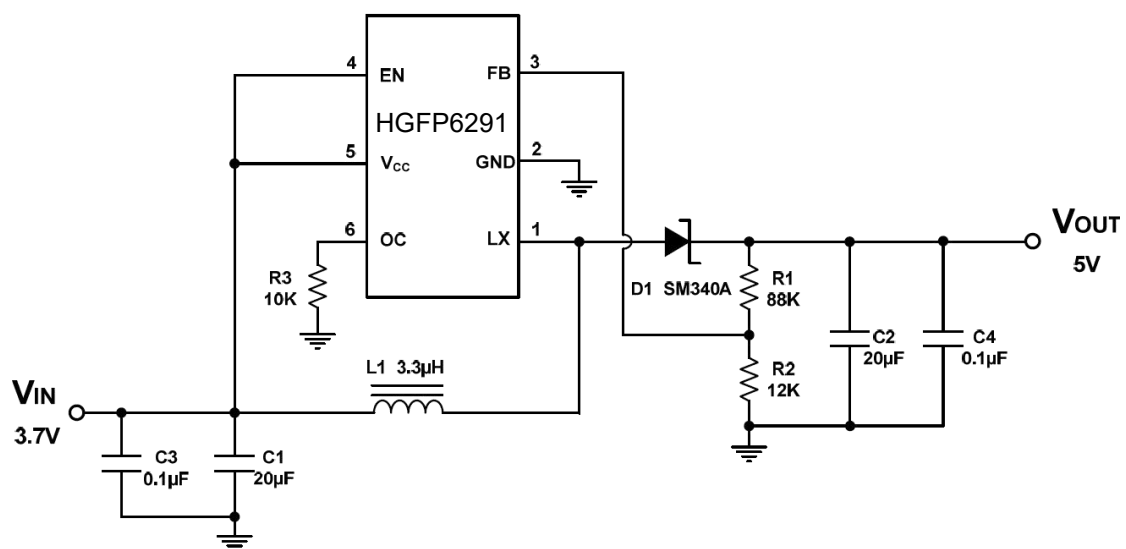 4
EN
FB
3
HGFP6291
5
VCC
GND
2
6
OC
LX
1
R3
10K
D1 SM340A
R1
88K
VOUT
5V
C2
20μF
C4
0.1μF
R2
12K
L1 3.3μH
VIN
3.7V
C3
0.1μF
C1
20μF